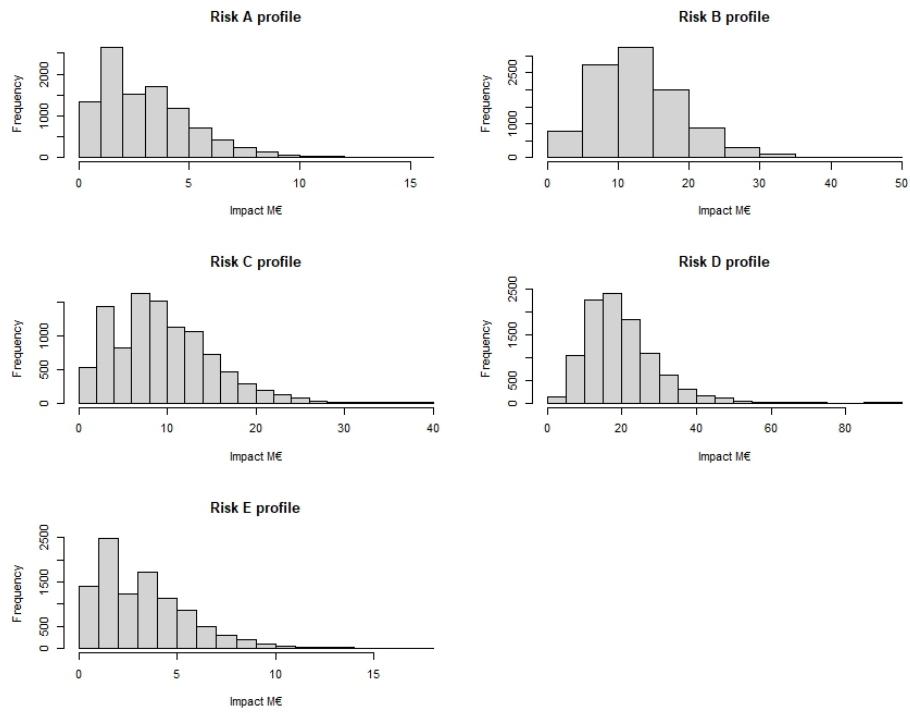 Risk A profile
Frequency
0 1000 2000
0 5 10 15
Impact M€
Risk B profile
Frequency
0 1000 2500
0 10 20 30 40 50
Impact M€
Risk C profile
Frequency
0 500 1000
0 10 20 30 40
Impact M€
Risk D profile
Frequency
0 500 1500 2500
0 20 40 60 80
Impact M€
Risk E profile
Frequency
0 500 1500 2500
0 5 10 15
Impact M€